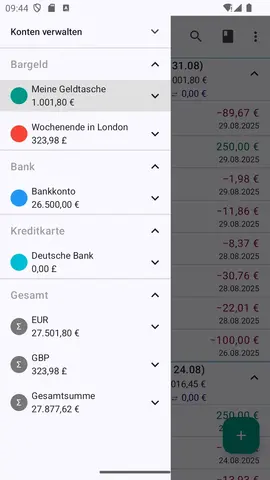 09:44
Konten verwalten
Bargeld
Meine Geldtasche
1.001,80 €
Wochenende in London
323,98 £
Bank
Bankkonto
26.500,00 €
Kreditkarte
Deutsche Bank
0,00 £
Gesamt
Σ EUR
27.501,80 €
Σ GBP
323,98 £
Σ Gesamtsumme
27.877,62 €
31.08)
001,80 €
0,00 €
−89,67 €
29.08.2025
250,00 €
29.08.2025
−1,98 €
29.08.2025
−11,86 €
29.08.2025
−8,37 €
28.08.2025
−30,76 €
28.08.2025
−22,01 €
28.08.2025
−100,00 €
26.08.2025
24.08)
016,45 €
0,00 €
250,00 €
24.08.2025